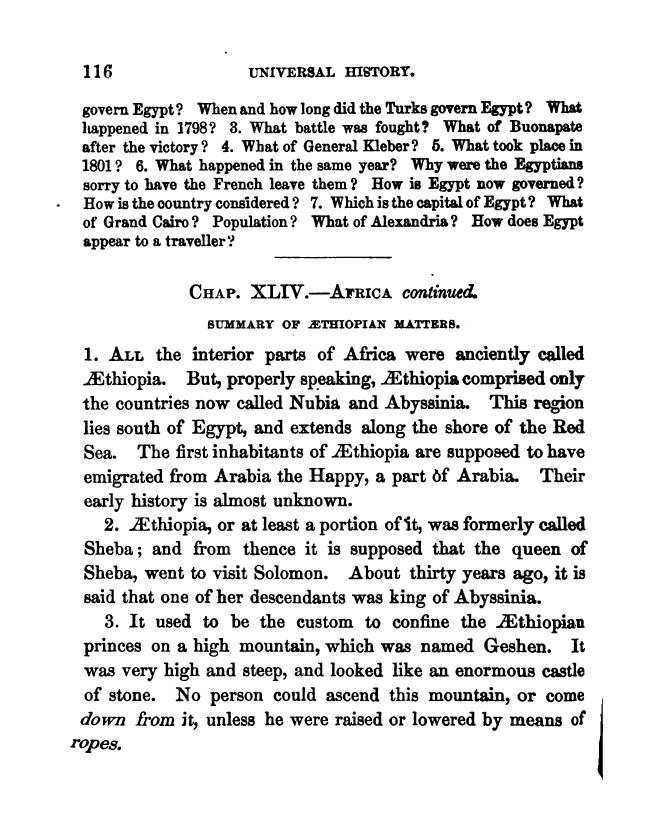 116 UNIVERSAL HISTORY.
govern Egypt? When and how long did the Turks govern Egypt? What
happened in 1798? 3. What battle was fought? What of Buonapate
after the victory? 4. What of General Kleber? 5. What took place in
1801? 6. What happened in the same year? Why were the Egyptians
sorry to have the French leave them? How is Egypt now governed?
How is the country considered? 7. Which is the capital of Egypt? What
of Grand Cairo? Population? What of Alexandria? How does Egypt
appear to a traveller?
CHAP. XLIV.—AFRICA continued.
SUMMARY OF ÆTHIOPIAN MATTERS.
1. ALL the interior parts of Africa were anciently called
Æthiopia. But, properly speaking, Æthiopia comprised only
the countries now called Nubia and Abyssinia. This region
lies south of Egypt, and extends along the shore of the Red
Sea. The first inhabitants of Æthiopia are supposed to have
emigrated from Arabia the Happy, a part of Arabia. Their
early history is almost unknown.
2. Æthiopia, or at least a portion of it, was formerly called
Sheba; and from thence it is supposed that the queen of
Sheba, went to visit Solomon. About thirty years ago, it is
said that one of her descendants was king of Abyssinia.
3. It used to be the custom to confine the Æthiopian
princes on a high mountain, which was named Geshen. It
was very high and steep, and looked like an enormous castle
of stone. No person could ascend this mountain, or come
down from it, unless he were raised or lowered by means of
ropes.